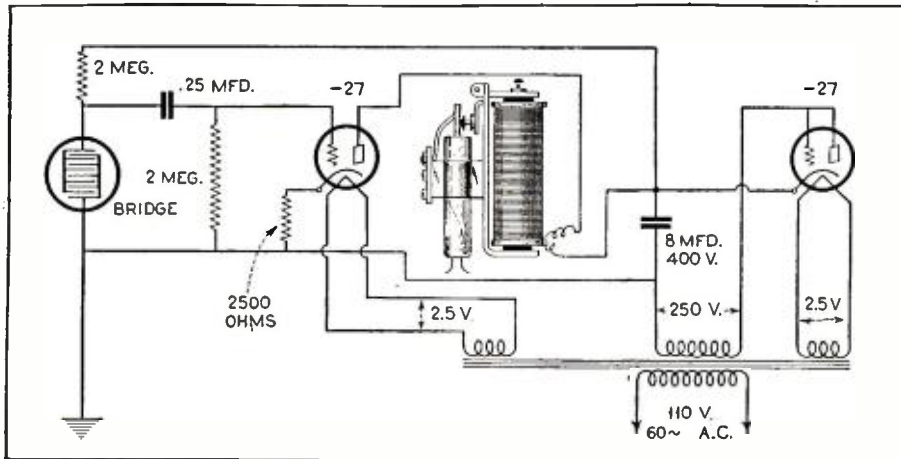 2 MEG.
.25 MFD.
-27
-27
2 MEG.
BRIDGE
8 MFD.
400 V.
2500
OHMS
2.5 V
250 V.
2.5 V
110 V.
60~ A.C.